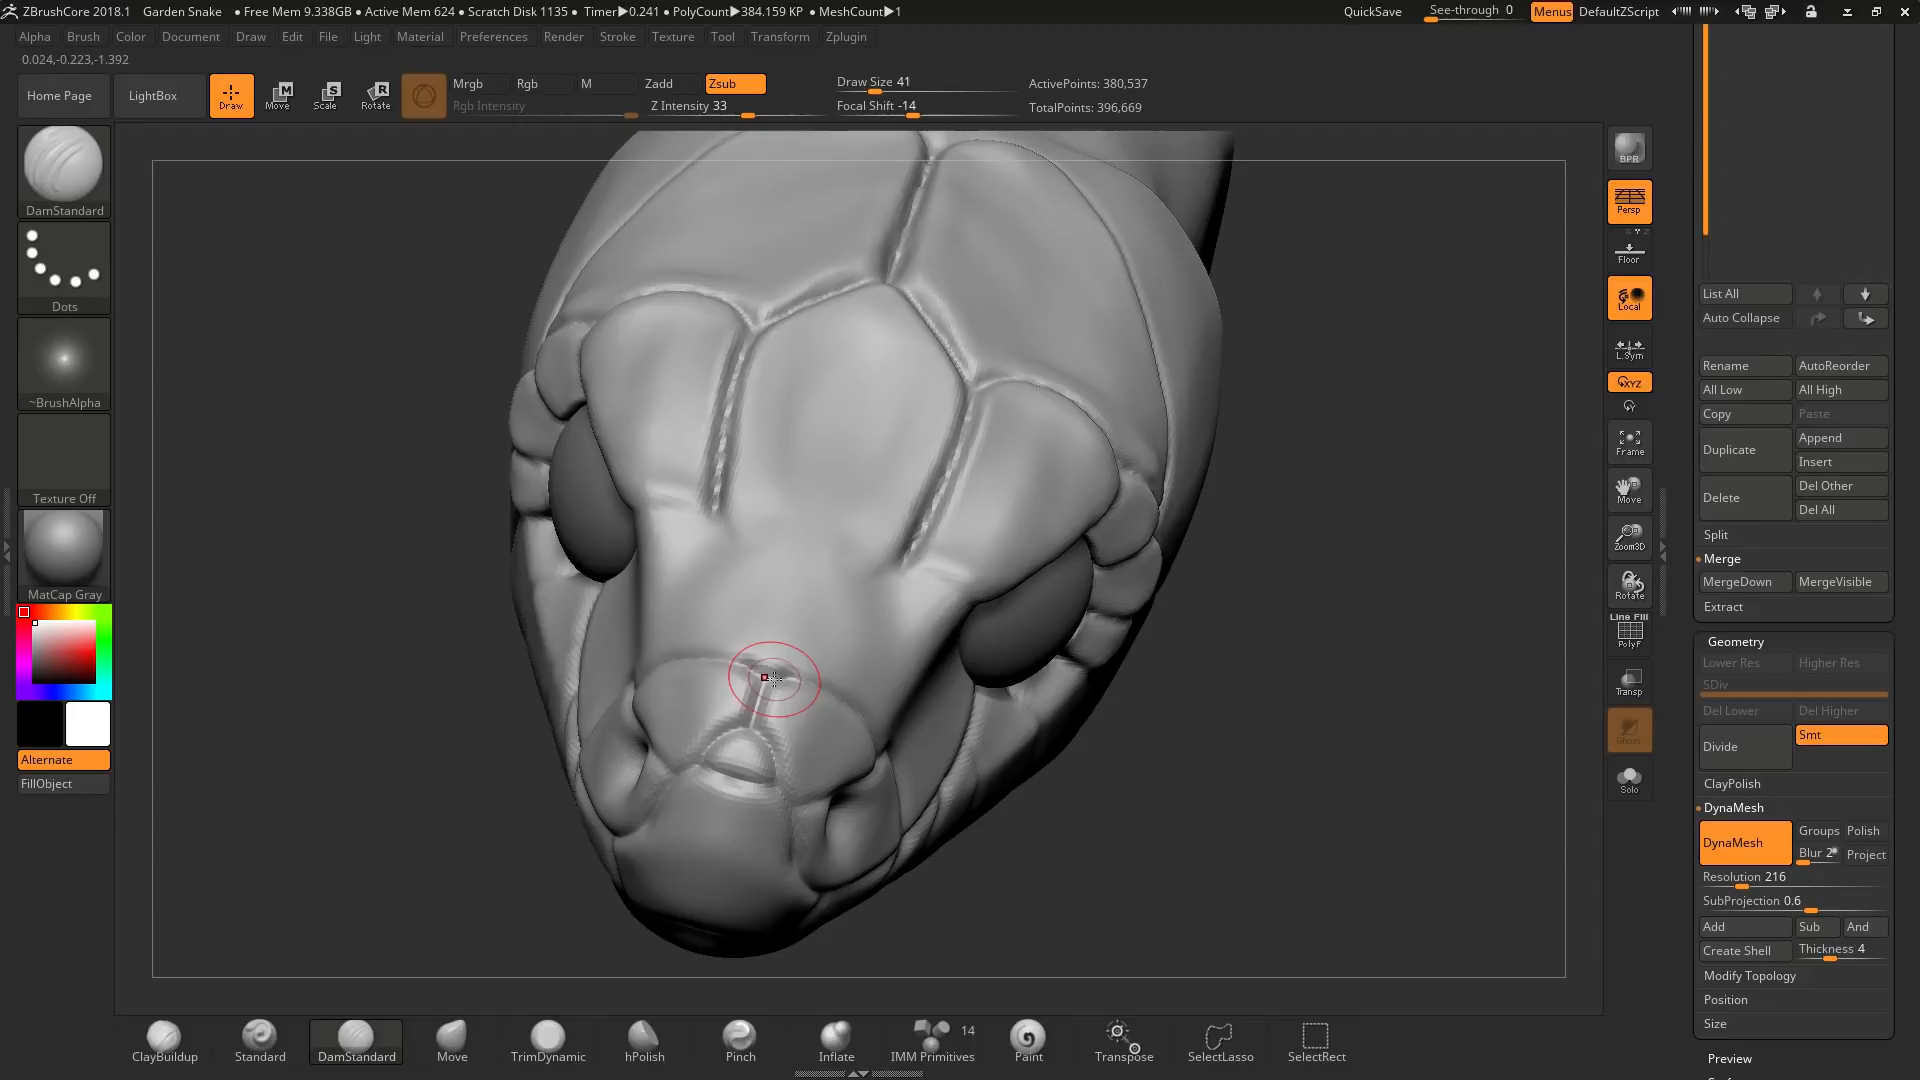 ZBrushCore 2018.1 Garden Snake • Free Mem 9.338GB • Active Mem 624 • Scratch Disk 1135 • Timer▶0.241 • PolyCount▶384.159 KP • MeshCount▶1 QuickSave See-through 0 Menus DefaultZScript
Alpha Brush Color Document Draw Edit File Light Material Preferences Render Stroke Texture Tool Transform Zplugin
0.024,-0.223,-1.392
Home Page LightBox Draw Move Scale Rotate
Mrgb Rgb M Zadd Zsub
Rgb Intensity Z Intensity 33
Draw Size 41
Focal Shift -14
ActivePoints: 380,537
TotalPoints: 396,669
DamStandard
Dots
~BrushAlpha
Texture Off
MatCap Gray
Alternate
FillObject
BPR
Persp
Floor
Local
L.Sym
XYZ
Frame
Move
Zoom3D
Rotate
Line Fill
PolyF
Transp
Ghost
Solo
List All
Auto Collapse
Rename AutoReorder
All Low All High
Copy Paste
Duplicate Append
Insert
Delete Del Other
Del All
Split
Merge
MergeDown MergeVisible
Extract
Geometry
Lower Res Higher Res
SDiv
Del Lower Del Higher
Divide Smt
ClayPolish
DynaMesh
DynaMesh Groups Polish
Blur 2 Project
Resolution 216
SubProjection 0.6
Add Sub And
Create Shell Thickness 4
Modify Topology
Position
Size
Preview
ClayBuildup Standard DamStandard Move TrimDynamic hPolish Pinch Inflate IMM Primitives 14 Paint Transpose SelectLasso SelectRect